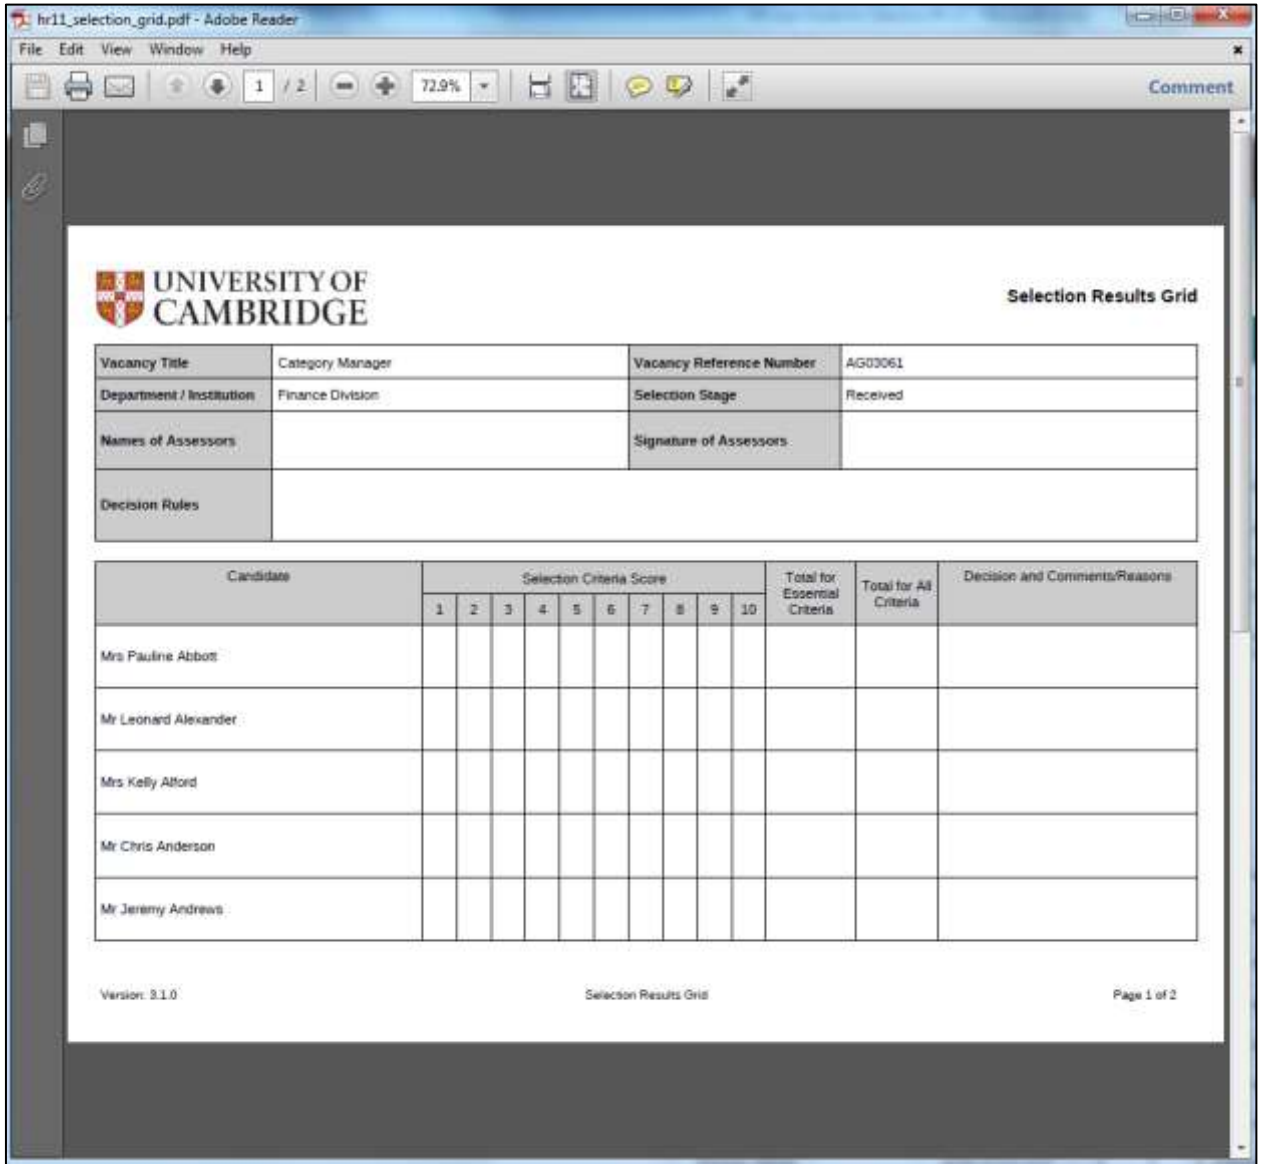 hr11_selection_grid.pdf - Adobe Reader
File Edit View Window Help
1 / 2 72.9% Comment
UNIVERSITY OF
CAMBRIDGE
Selection Results Grid
Vacancy Title Category Manager Vacancy Reference Number AG03061
Department / Institution Finance Division Selection Stage Received
Names of Assessors Signature of Assessors
Decision Rules
Candidate Selection Criteria Score Total for Essential Criteria Total for All Criteria Decision and Comments/Reasons
1 2 3 4 5 6 7 8 9 10
Mrs Pauline Abbott
Mr Leonard Alexander
Mrs Kelly Alford
Mr Chris Anderson
Mr Jeremy Andrews
Version: 3.1.0 Selection Results Grid Page 1 of 2